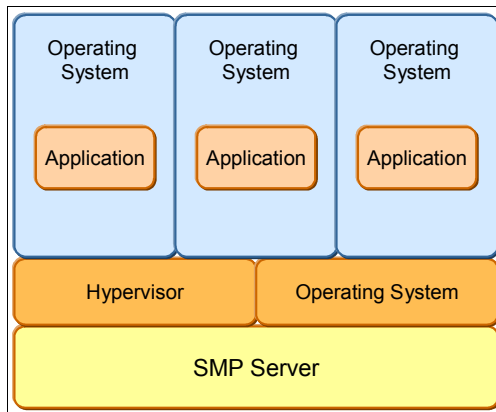 Operating
System
Operating
System
Operating
System
Application
Application
Application
Hypervisor
Operating System
SMP Server